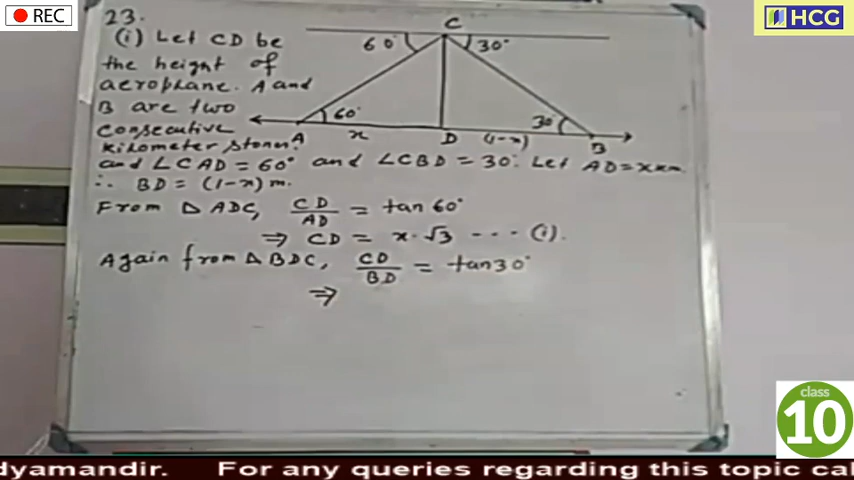 REC
HCG
23.
(i) Let CD be
the height of
aeroplane. A and
B are two
consecutive
kilometer stones.
C
60° 30°
60° 30°
A x D (1-x) B
and ∠CAD = 60° and ∠CBD = 30°. Let AD = x km
∴ BD = (1-x) m.
From △ ADC, CD/AD = tan 60°
⇒ CD = x·√3 --- (i).
Again from △ BDC, CD/BD = tan30°
⇒
class
10
dyamandir. For any queries regarding this topic cal